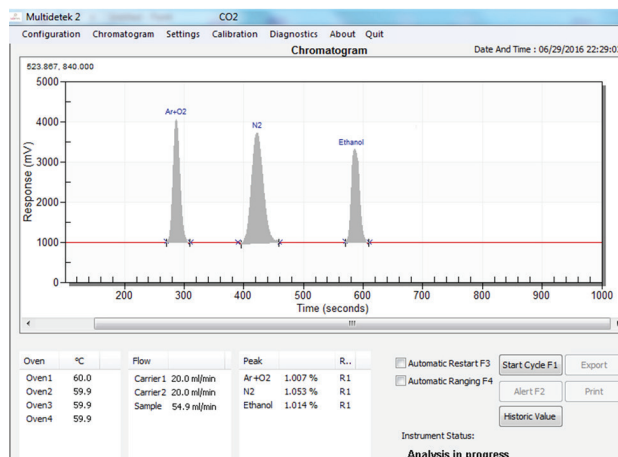 Multidetek 2 CO2
Configuration Chromatogram Settings Calibration Diagnostics About Quit
Chromatogram Date And Time : 06/29/2016 22:29:03
523.867, 840.000
5000
4000
3000
2000
1000
0
Response (mV)
Ar+O2
N2
Ethanol
200 300 400 500 600 700 800 900 1000
Time (seconds)
Oven °C
Oven1 60.0
Oven2 59.9
Oven3 59.9
Oven4 59.9
Flow
Carrier1 20.0 ml/min
Carrier2 20.0 ml/min
Sample 54.9 ml/min
Peak R..
Ar+O2 1.007 % R1
N2 1.053 % R1
Ethanol 1.014 % R1
Automatic Restart F3
Automatic Ranging F4
Start Cycle F1 Export
Alert F2 Print
Historic Value
Instrument Status:
Analysis in progress